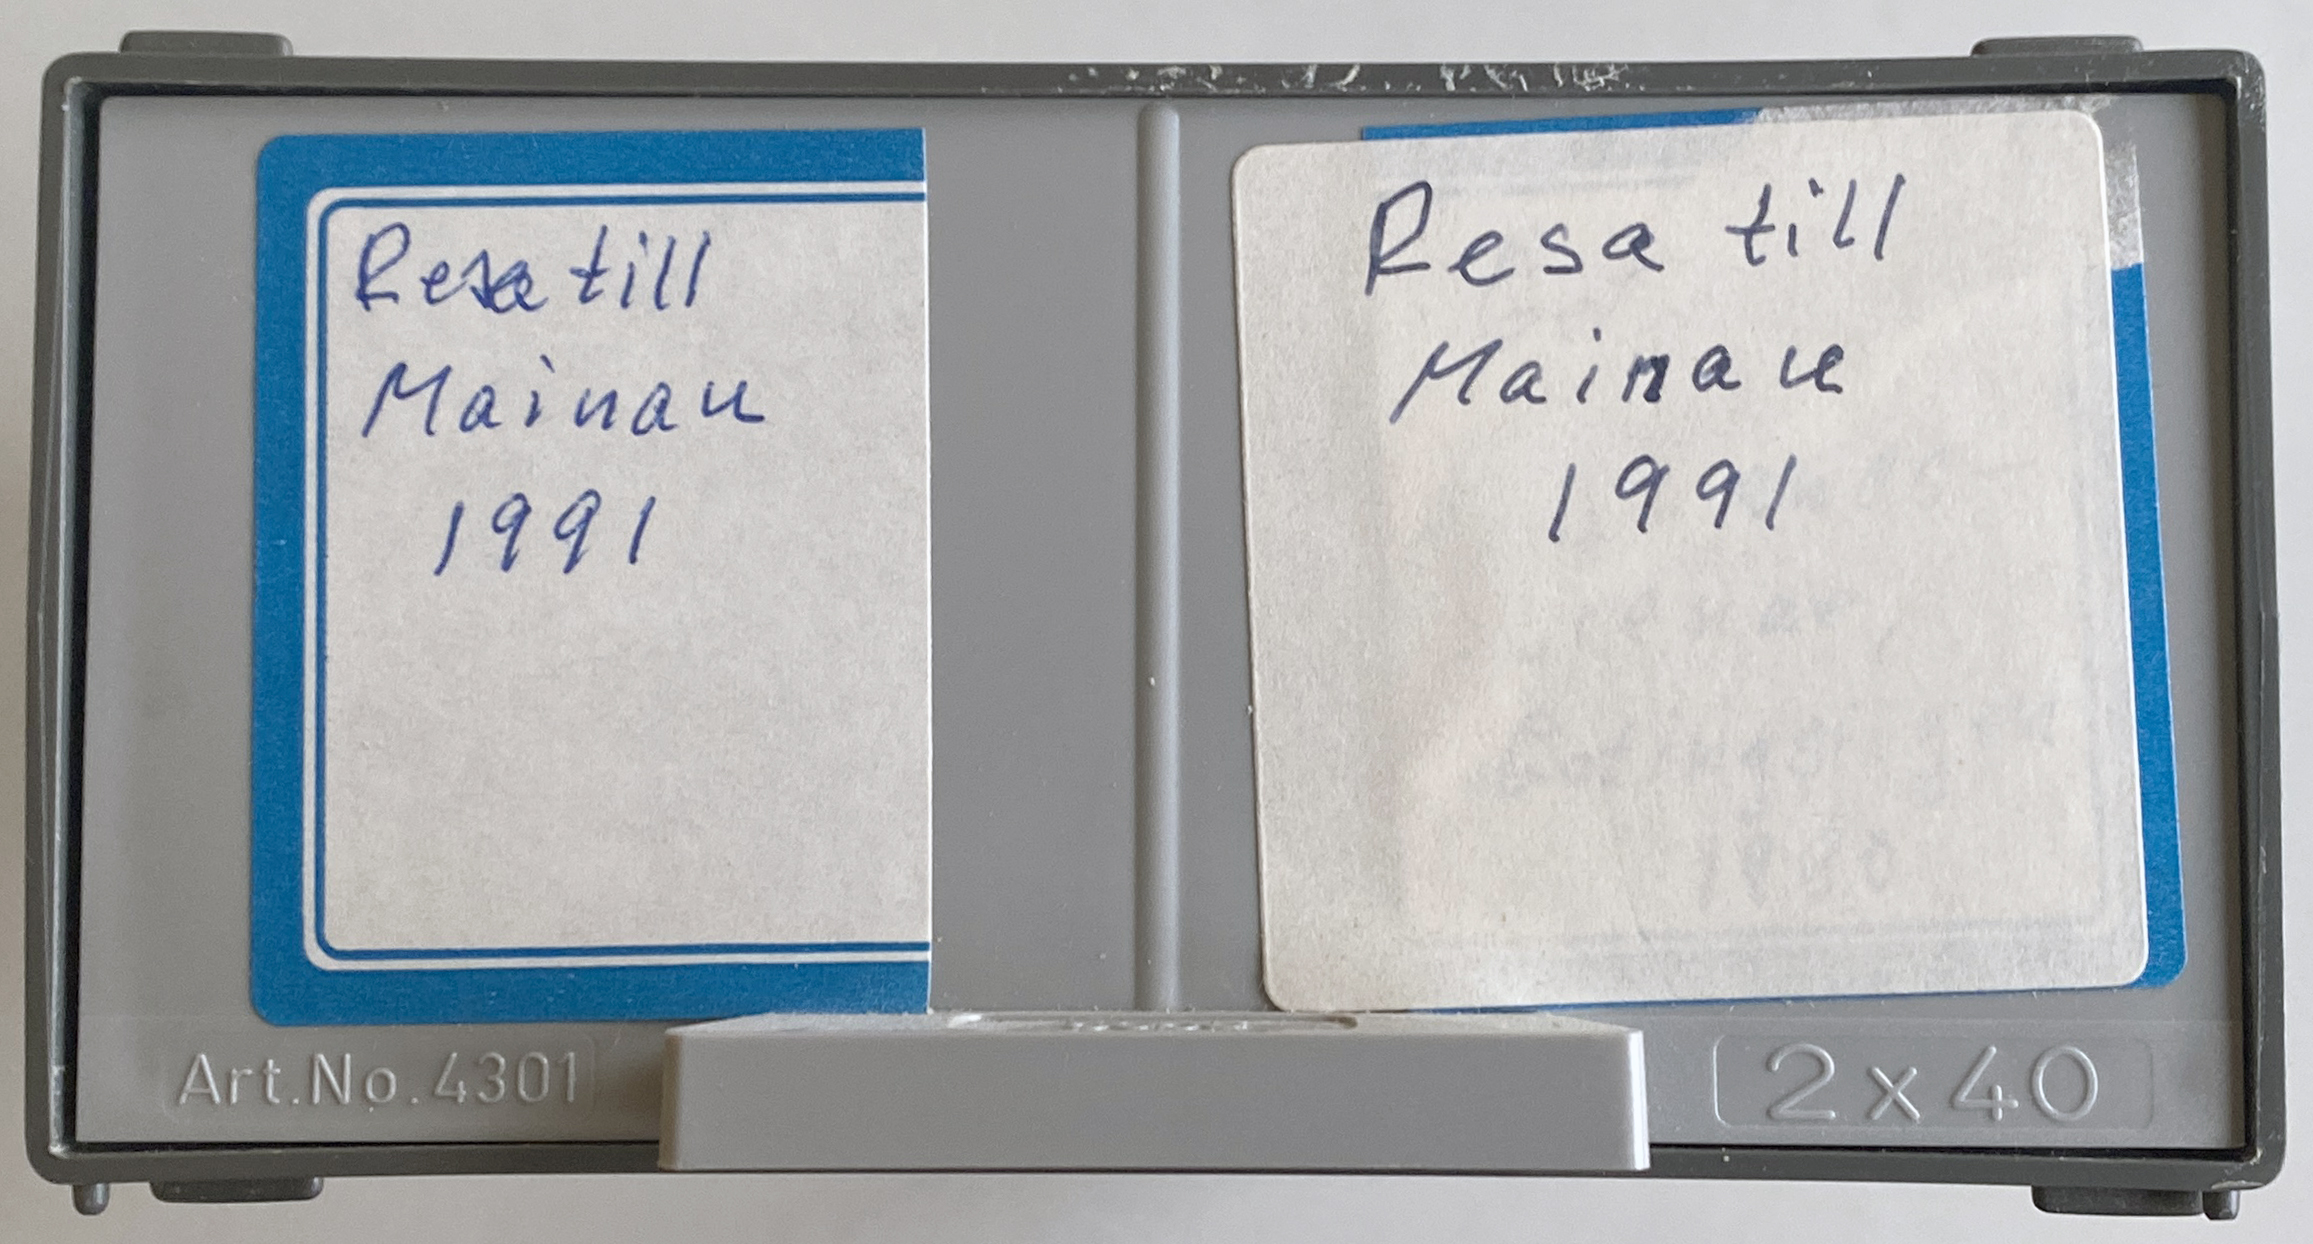 Resa till
Mainau
1991
Resa till
Mainau
1991
Art.No.4301
2x40